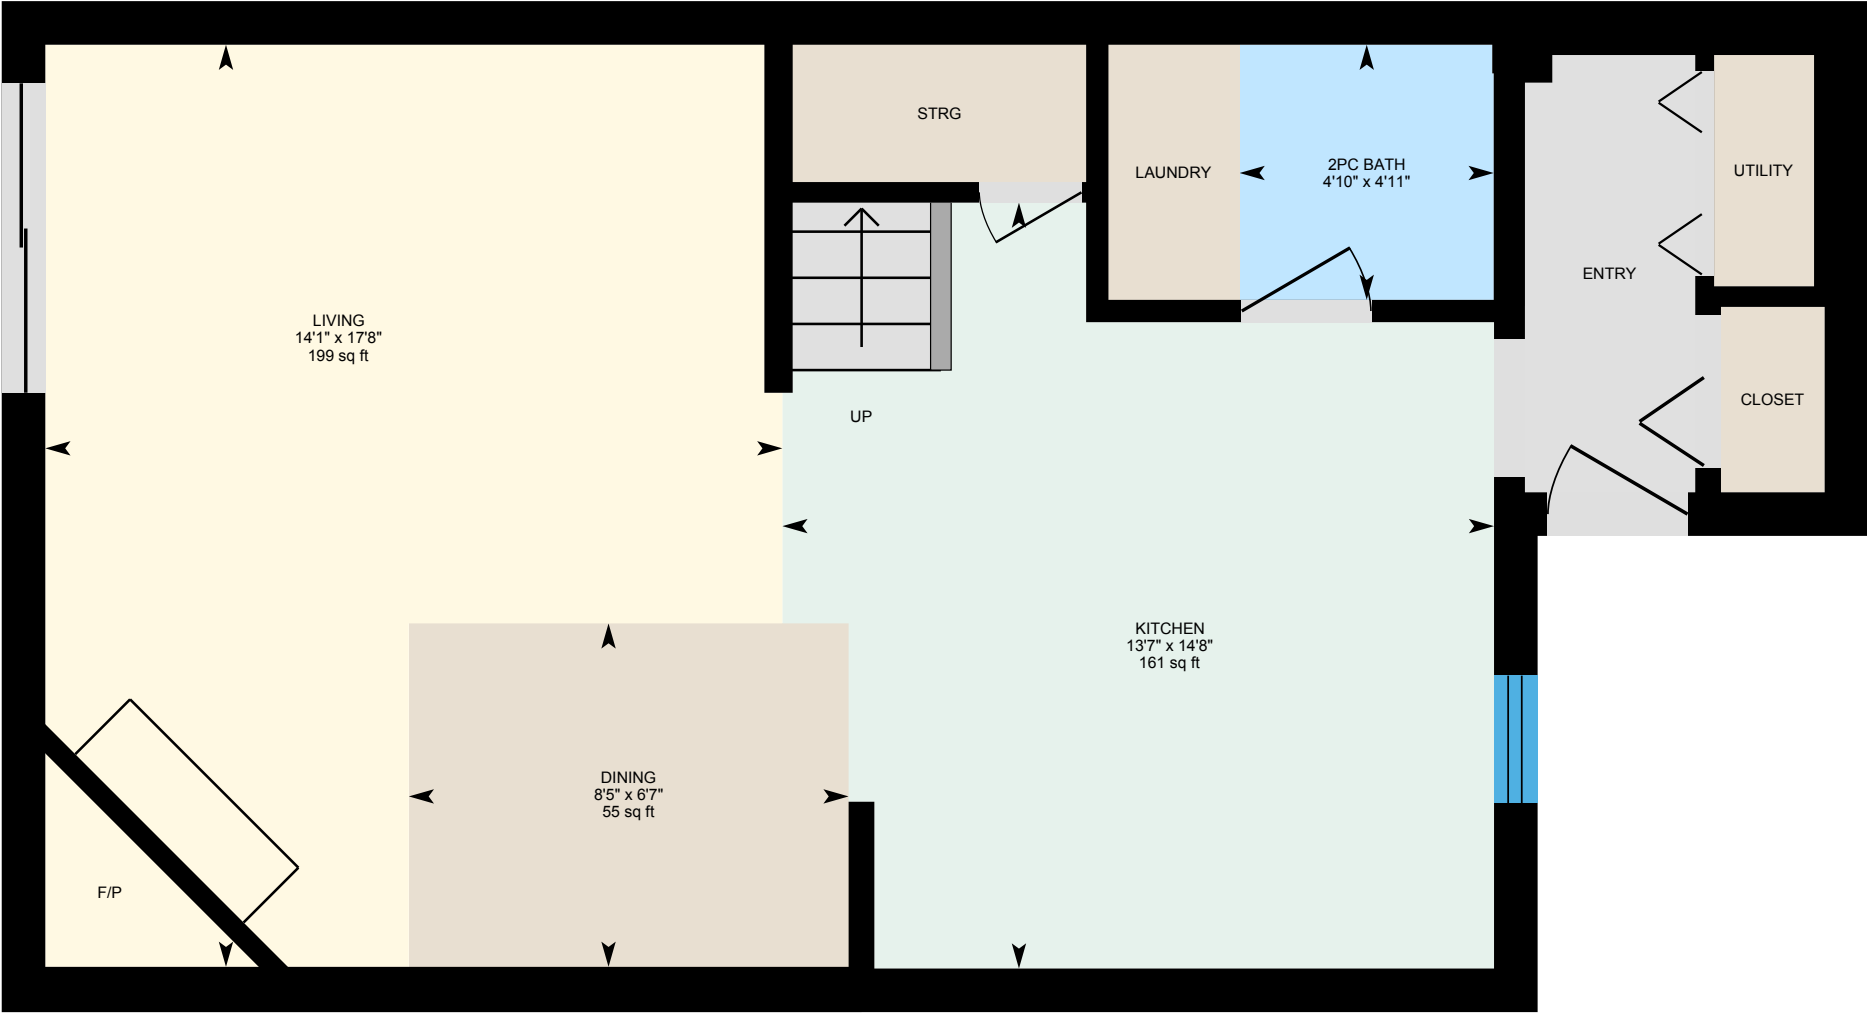 STRG
LAUNDRY
2PC BATH
4'10" x 4'11"
UTILITY
ENTRY
LIVING
14'1" x 17'8"
199 sq ft
CLOSET
UP
KITCHEN
13'7" x 14'8"
161 sq ft
DINING
8'5" x 6'7"
55 sq ft
F/P